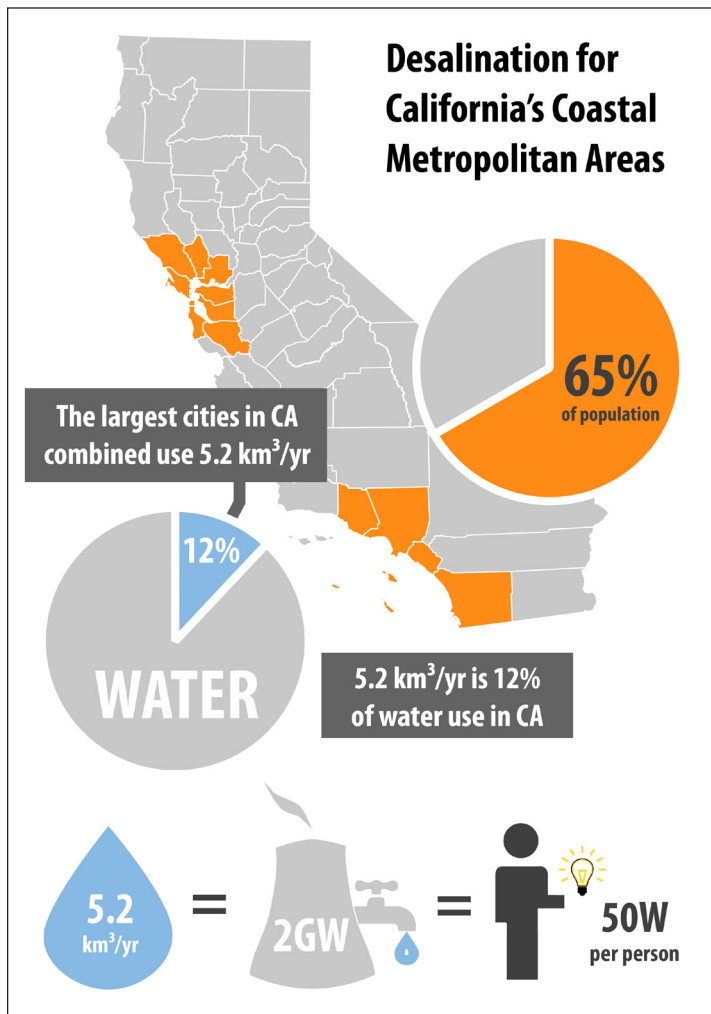 Desalination for
California's Coastal
Metropolitan Areas
65%
of population
The largest cities in CA
combined use 5.2 km³/yr
12%
WATER
5.2 km³/yr is 12%
of water use in CA
5.2
km³/yr
=
2GW
=
50W
per person